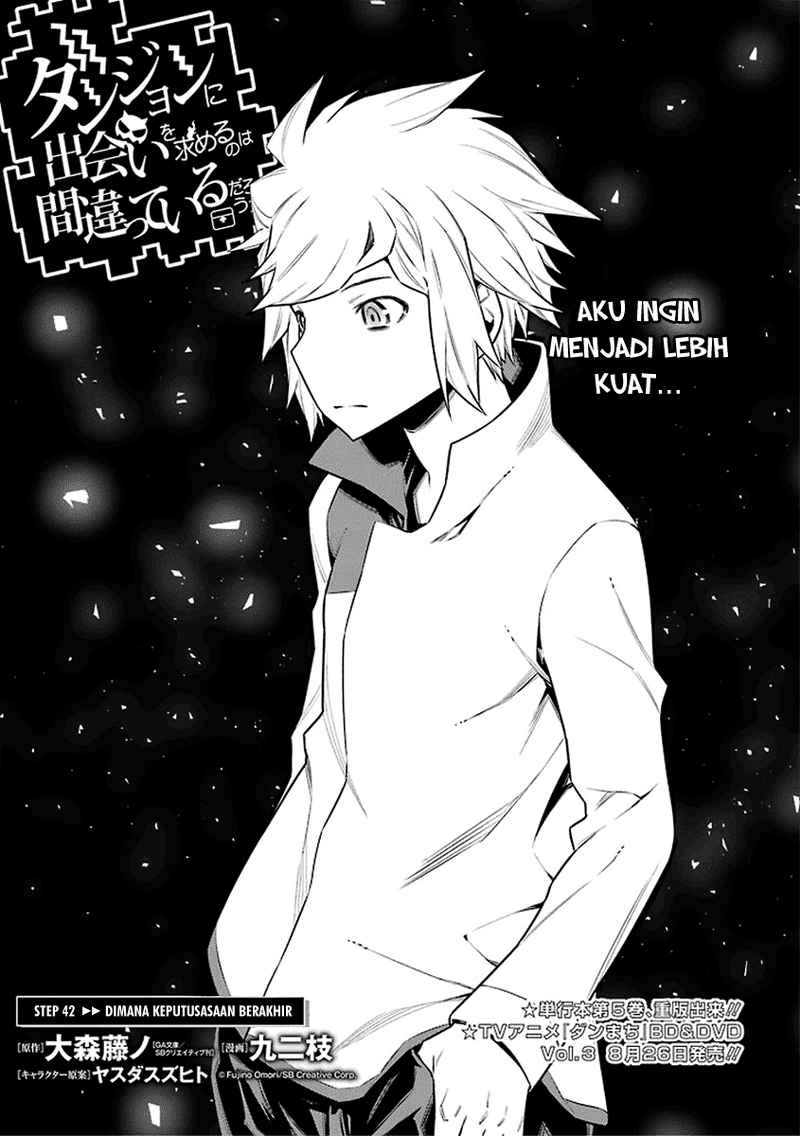 ダンジョンに
出会いを求めるのは
間違っているだろうか
AKU INGIN
MENJADI LEBIH
KUAT...
STEP 42 ▶▶ DIMANA KEPUTUSASAAN BERAKHIR
[原作]大森藤ノ[GA文庫／SBクリエイティブ刊] [漫画]九二枝
[キャラクター原案]ヤスダスズヒト ©Fujino Omori/SB Creative Corp.
☆単行本第5巻、重版出来!!
☆TVアニメ「ダンまち」BD&DVD
Vol.3 8月26日発売!!